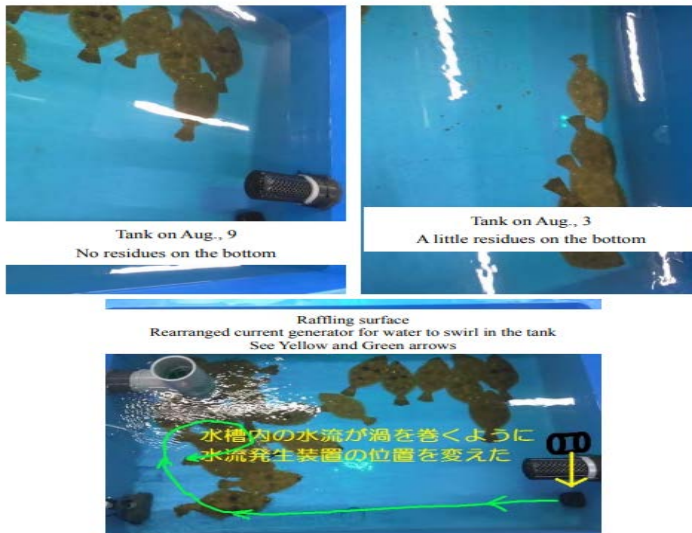 Tank on Aug., 9
No residues on the bottom
Tank on Aug., 3
A little residues on the bottom
Raffling surface
Rearranged current generator for water to swirl in the tank
See Yellow and Green arrows
水槽内の水流が渦を巻くように
水流発生装置の位置を変えた